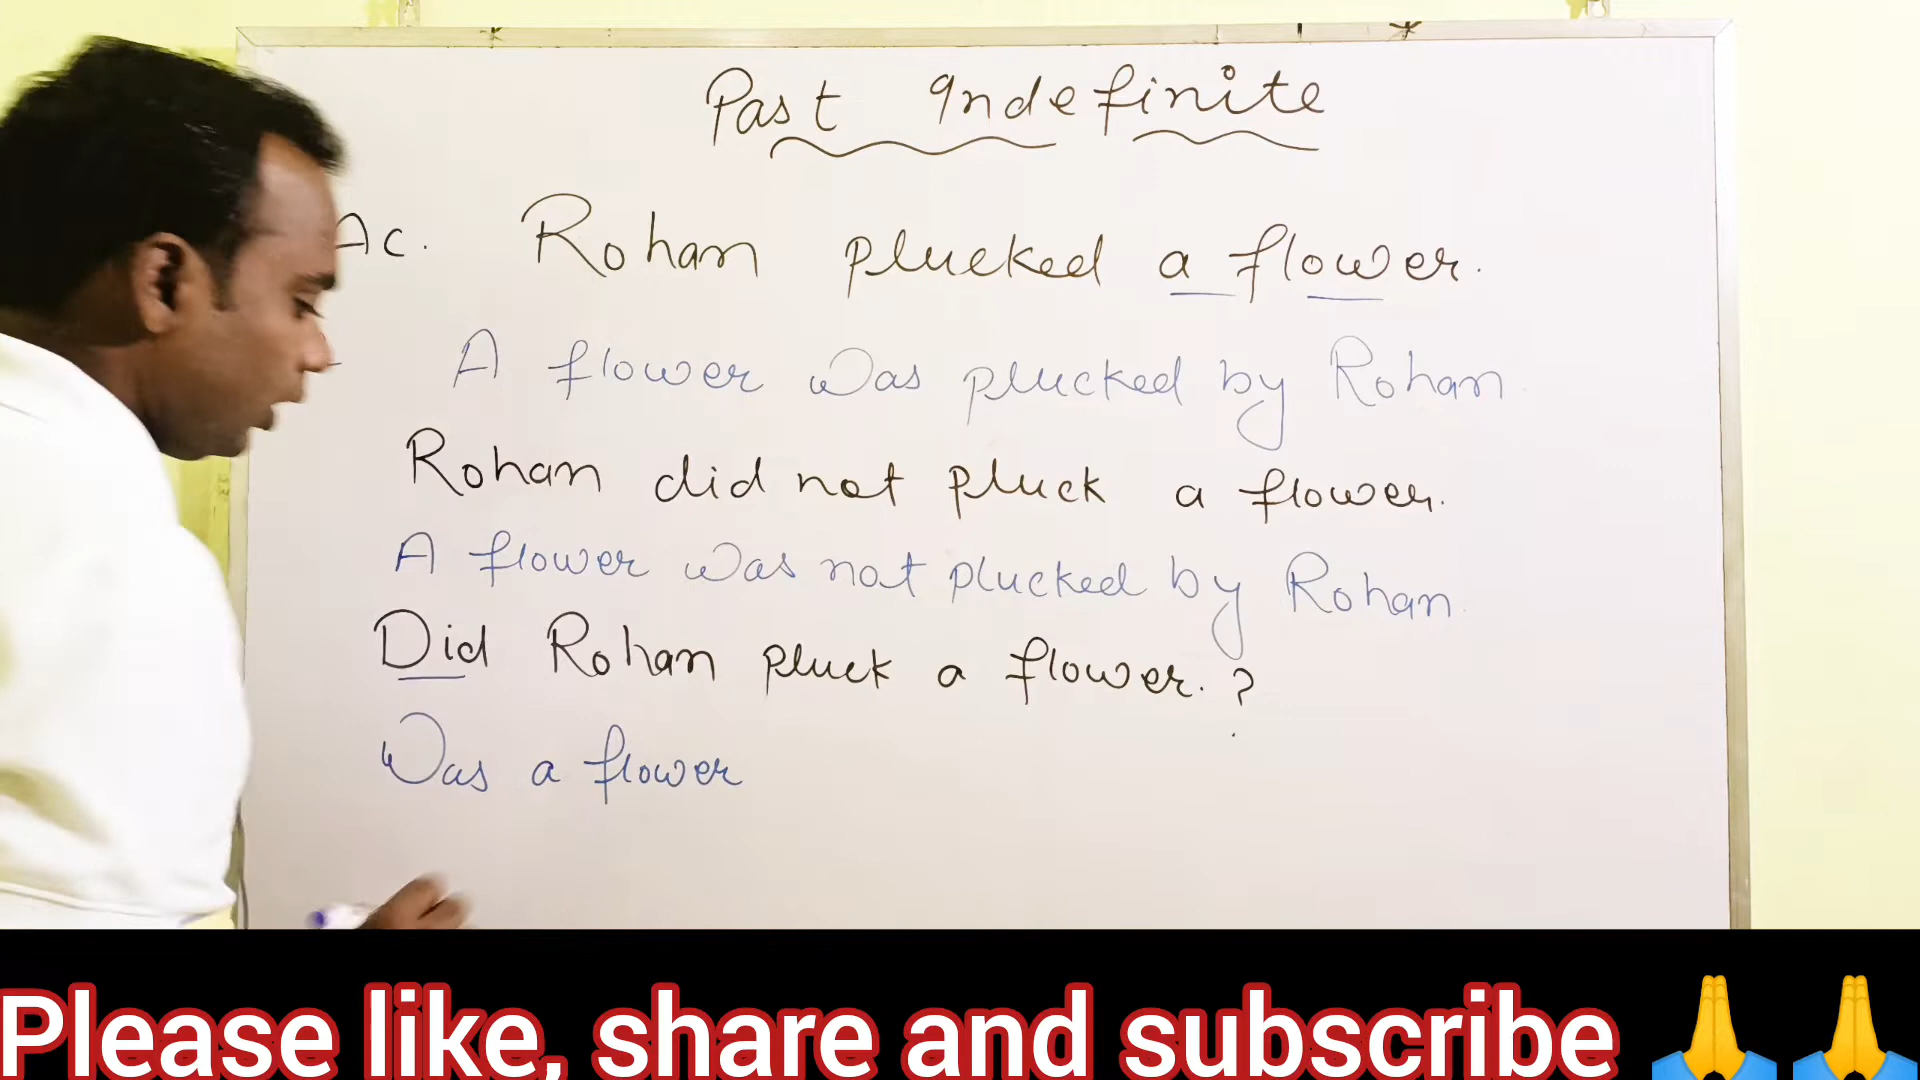 Past Indefinite
Ac. Rohan plucked a flower.
A flower was plucked by Rohan.
Rohan did not pluck a flower.
A flower was not plucked by Rohan.
Did Rohan pluck a flower. ?
Was a flower
Please like, share and subscribe 🙏 🙏